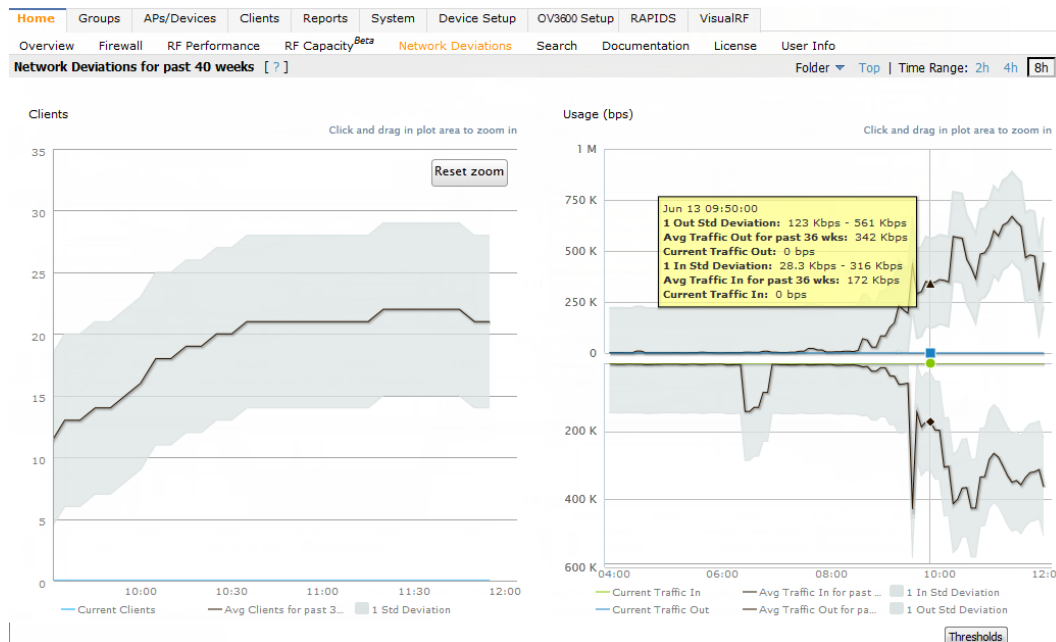 Home Groups APs/Devices Clients Reports System Device Setup OV3600 Setup RAPIDS VisualRF
Overview Firewall RF Performance RF Capacity Beta Network Deviations Search Documentation License User Info
Network Deviations for past 40 weeks [ ? ] Folder Top | Time Range: 2h 4h 8h
Clients
Click and drag in plot area to zoom in
Reset zoom
35
30
25
20
15
10
5
0
10:00 10:30 11:00 11:30 12:00
Current Clients Avg Clients for past 3... 1 Std Deviation
Usage (bps)
Click and drag in plot area to zoom in
1 M
750 K
500 K
250 K
0
200 K
400 K
600 K
Jun 13 09:50:00
1 Out Std Deviation: 123 Kbps - 561 Kbps
Avg Traffic Out for past 36 wks: 342 Kbps
Current Traffic Out: 0 bps
1 In Std Deviation: 28.3 Kbps - 316 Kbps
Avg Traffic In for past 36 wks: 172 Kbps
Current Traffic In: 0 bps
04:00 06:00 08:00 10:00 12:0
Current Traffic In Avg Traffic In for past ... 1 In Std Deviation
Current Traffic Out Avg Traffic Out for pa... 1 Out Std Deviation
Thresholds